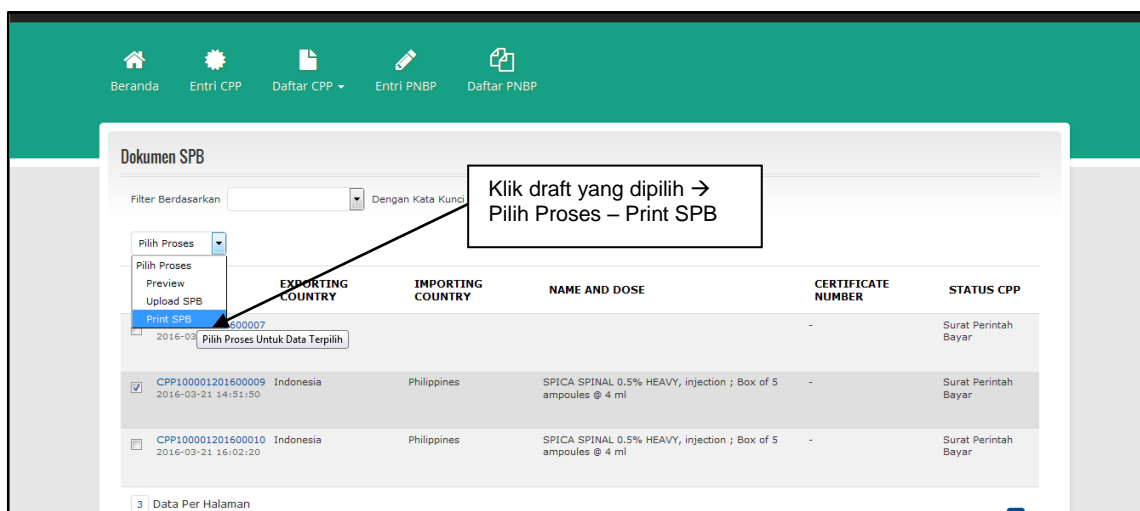 Beranda Entri CPP Daftar CPP Entri PNBP Daftar PNBP
Dokumen SPB
Filter Berdasarkan Dengan Kata Kunci
Klik draft yang dipilih →
Pilih Proses – Print SPB
Pilih Proses
Pilih Proses
Preview
Upload SPB
Print SPB
Pilih Proses Untuk Data Terpilih
EXPORTING COUNTRY
IMPORTING COUNTRY
NAME AND DOSE
CERTIFICATE NUMBER
STATUS CPP
600007 - Surat Perintah
2016-03 Bayar
CPP100001201600009 Indonesia Philippines SPICA SPINAL 0.5% HEAVY, injection ; Box of 5 - Surat Perintah
2016-03-21 14:51:50 ampoules @ 4 ml Bayar
CPP100001201600010 Indonesia Philippines SPICA SPINAL 0.5% HEAVY, injection ; Box of 5 - Surat Perintah
2016-03-21 16:02:20 ampoules @ 4 ml Bayar
3 Data Per Halaman